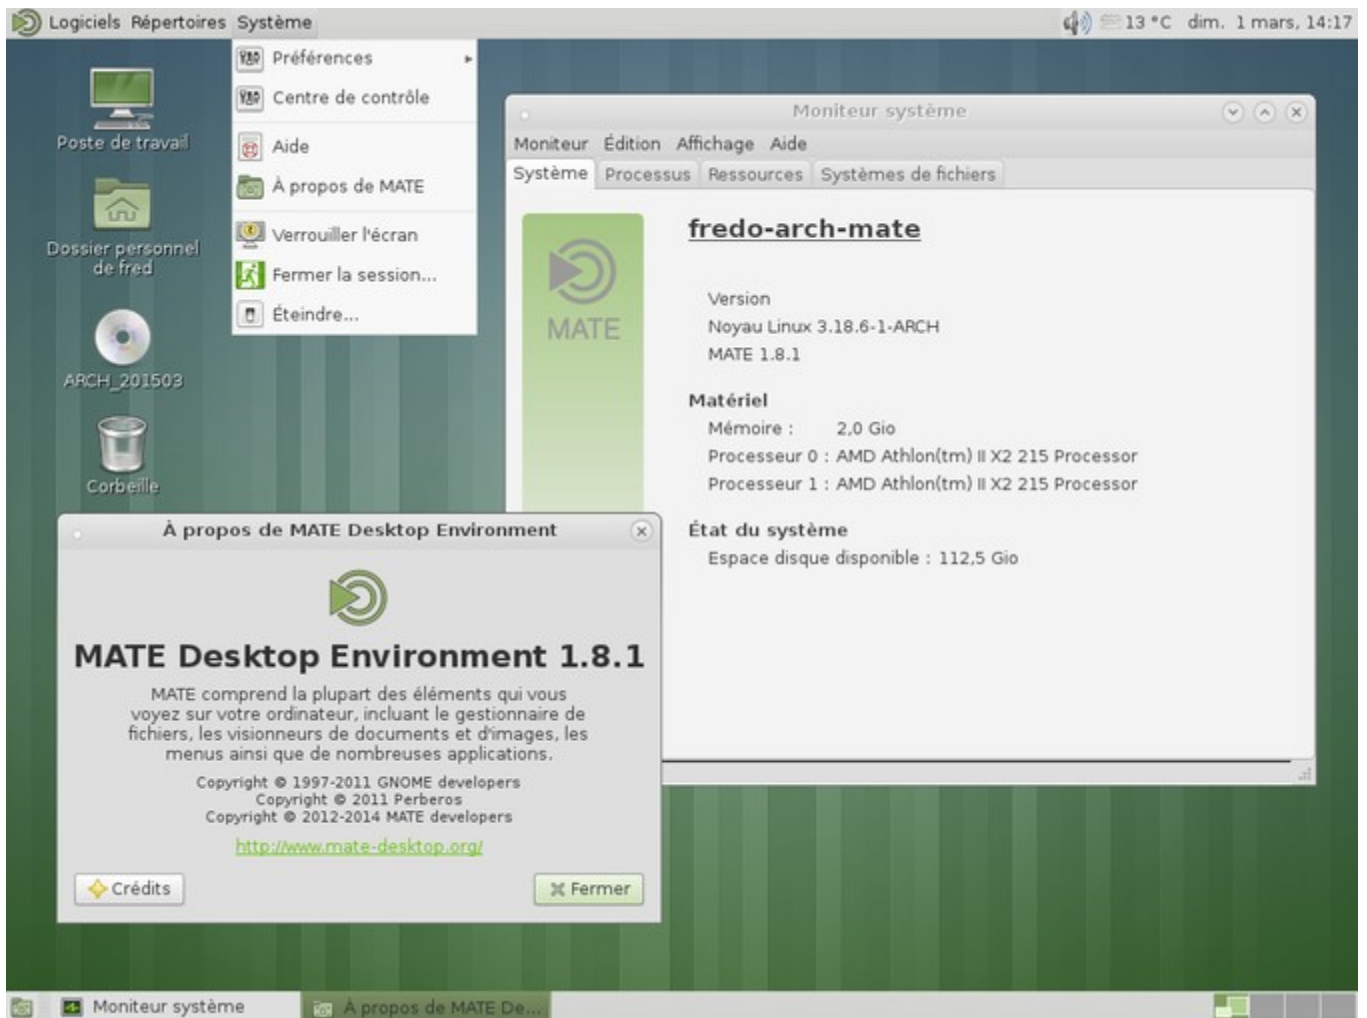 Logiciels Répertoires Système
13 °C dim. 1 mars, 14:17
Préférences
Centre de contrôle
Aide
À propos de MATE
Verrouiller l'écran
Fermer la session...
Éteindre...
Poste de travail
Dossier personnel
de fred
ARCH_201503
Corbeille
Moniteur système
Moniteur Édition Affichage Aide
Système Processus Ressources Systèmes de fichiers
MATE
fredo-arch-mate
Version
Noyau Linux 3.18.6-1-ARCH
MATE 1.8.1
Matériel
Mémoire : 2,0 Gio
Processeur 0 : AMD Athlon(tm) II X2 215 Processor
Processeur 1 : AMD Athlon(tm) II X2 215 Processor
État du système
Espace disque disponible : 112,5 Gio
À propos de MATE Desktop Environment
MATE Desktop Environment 1.8.1
MATE comprend la plupart des éléments qui vous
voyez sur votre ordinateur, incluant le gestionnaire de
fichiers, les visionneurs de documents et d'images, les
menus ainsi que de nombreuses applications.
Copyright © 1997-2011 GNOME developers
Copyright © 2011 Perberos
Copyright © 2012-2014 MATE developers
http://www.mate-desktop.org/
Crédits
Fermer
Moniteur système
À propos de MATE De...